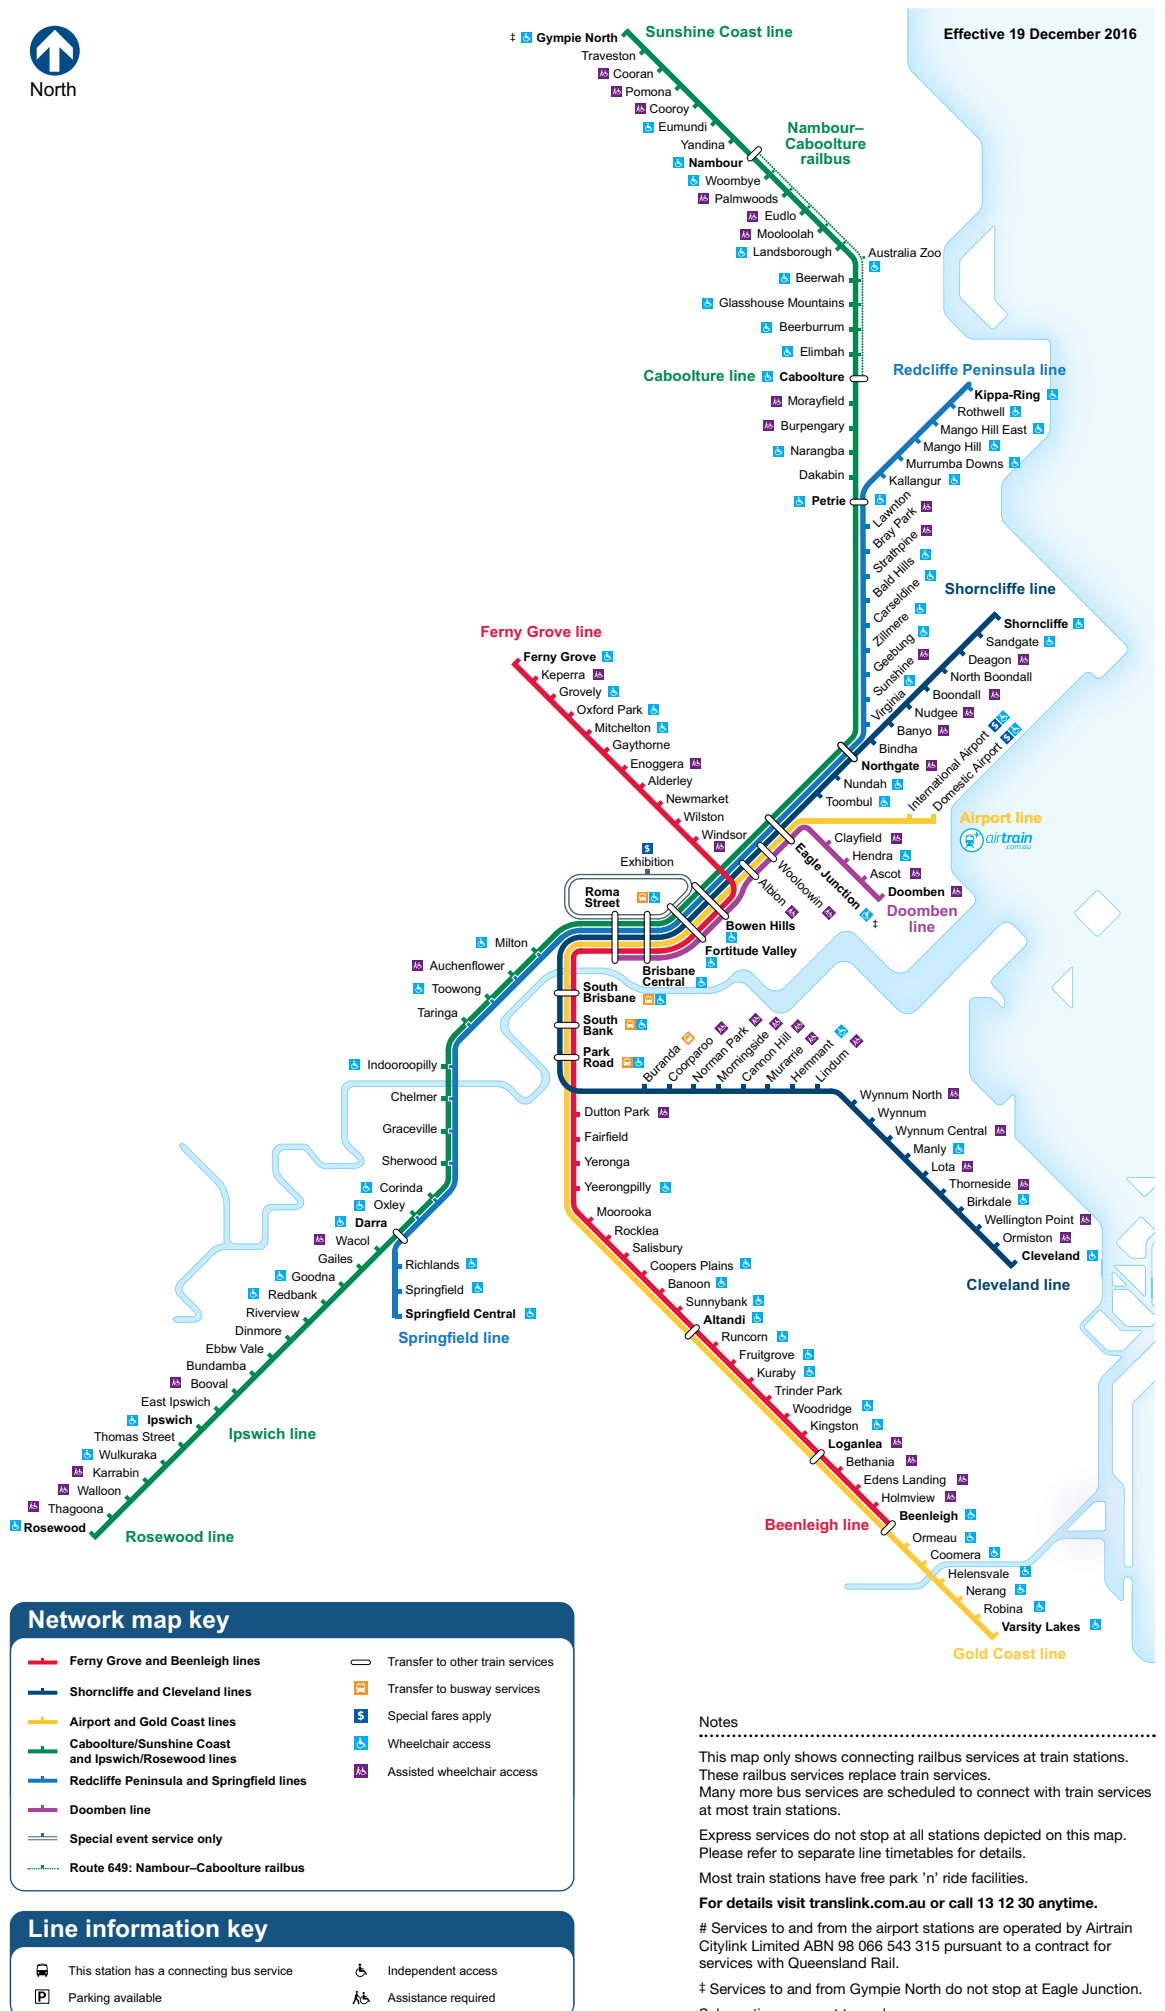 North
Effective 19 December 2016
Sunshine Coast line
‡ Gympie North
Traveston
Cooran
Pomona
Cooroy
Eumundi
Yandina
Nambour
Nambour–
Caboolture
railbus
Woombye
Palmwoods
Eudlo
Mooloolah
Landsborough
Australia Zoo
Beerwah
Glasshouse Mountains
Beerburrum
Elimbah
Caboolture line
Caboolture
Morayfield
Burpengary
Narangba
Dakabin
Petrie
Redcliffe Peninsula line
Kippa-Ring
Rothwell
Mango Hill East
Mango Hill
Murrumba Downs
Kallangur
Lawnton
Bray Park
Strathpine
Bald Hills
Carseldine
Zillmere
Geebung
Sunshine
Virginia
Shorncliffe line
Shorncliffe
Sandgate
Deagon
North Boondall
Boondall
Nudgee
Banyo
Bindha
Northgate
Nundah
Toombul
International Airport $
Domestic Airport $
Airport line
airtrain
.com.au
Ferny Grove line
Ferny Grove
Keperra
Grovely
Oxford Park
Mitchelton
Gaythorne
Enoggera
Alderley
Newmarket
Wilston
Windsor
$
Exhibition
Clayfield
Hendra
Ascot
Doomben
Doomben
line
Eagle Junction
‡
Wooloowin
Albion
Bowen Hills
Fortitude Valley
Brisbane
Central
Roma
Street
South
Brisbane
South
Bank
Park
Road
Milton
Auchenflower
Toowong
Taringa
Indooroopilly
Chelmer
Graceville
Sherwood
Corinda
Oxley
Darra
Wacol
Gailes
Goodna
Redbank
Riverview
Dinmore
Ebbw Vale
Bundamba
Booval
East Ipswich
Ipswich
Thomas Street
Wulkuraka
Karrabin
Walloon
Thagoona
Rosewood
Ipswich line
Rosewood line
Richlands
Springfield
Springfield Central
Springfield line
Buranda
Coorparoo
Norman Park
Morningside
Cannon Hill
Murarrie
Hemmant
Lindum
Wynnum North
Wynnum
Wynnum Central
Manly
Lota
Thorneside
Birkdale
Wellington Point
Ormiston
Cleveland
Cleveland line
Dutton Park
Fairfield
Yeronga
Yeerongpilly
Moorooka
Rocklea
Salisbury
Coopers Plains
Banoon
Sunnybank
Altandi
Runcorn
Fruitgrove
Kuraby
Trinder Park
Woodridge
Kingston
Loganlea
Bethania
Edens Landing
Holmview
Beenleigh
Beenleigh line
Ormeau
Coomera
Helensvale
Nerang
Robina
Varsity Lakes
Gold Coast line
Network map key
Ferny Grove and Beenleigh lines
Shorncliffe and Cleveland lines
Airport and Gold Coast lines
Caboolture/Sunshine Coast
and Ipswich/Rosewood lines
Redcliffe Peninsula and Springfield lines
Doomben line
Special event service only
Route 649: Nambour–Caboolture railbus
Transfer to other train services
Transfer to busway services
$ Special fares apply
Wheelchair access
Assisted wheelchair access
Line information key
This station has a connecting bus service
P Parking available
Independent access
Assistance required
Notes
This map only shows connecting railbus services at train stations.
These railbus services replace train services.
Many more bus services are scheduled to connect with train services
at most train stations.
Express services do not stop at all stations depicted on this map.
Please refer to separate line timetables for details.
Most train stations have free park ’n’ ride facilities.
For details visit translink.com.au or call 13 12 30 anytime.
# Services to and from the airport stations are operated by Airtrain
Citylink Limited ABN 98 066 543 315 pursuant to a contract for
services with Queensland Rail.
‡ Services to and from Gympie North do not stop at Eagle Junction.